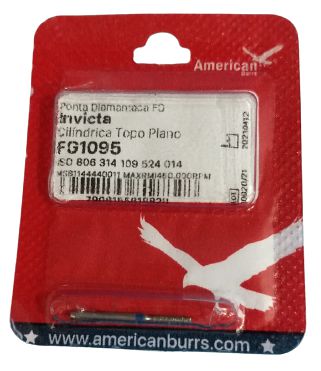 American
Burrs
Ponta Diamantada FG
Invicta
Cilíndrica Topo Plano
FG1095
ISO 806 314 109 524 014
20210412
www.americanburrs.com